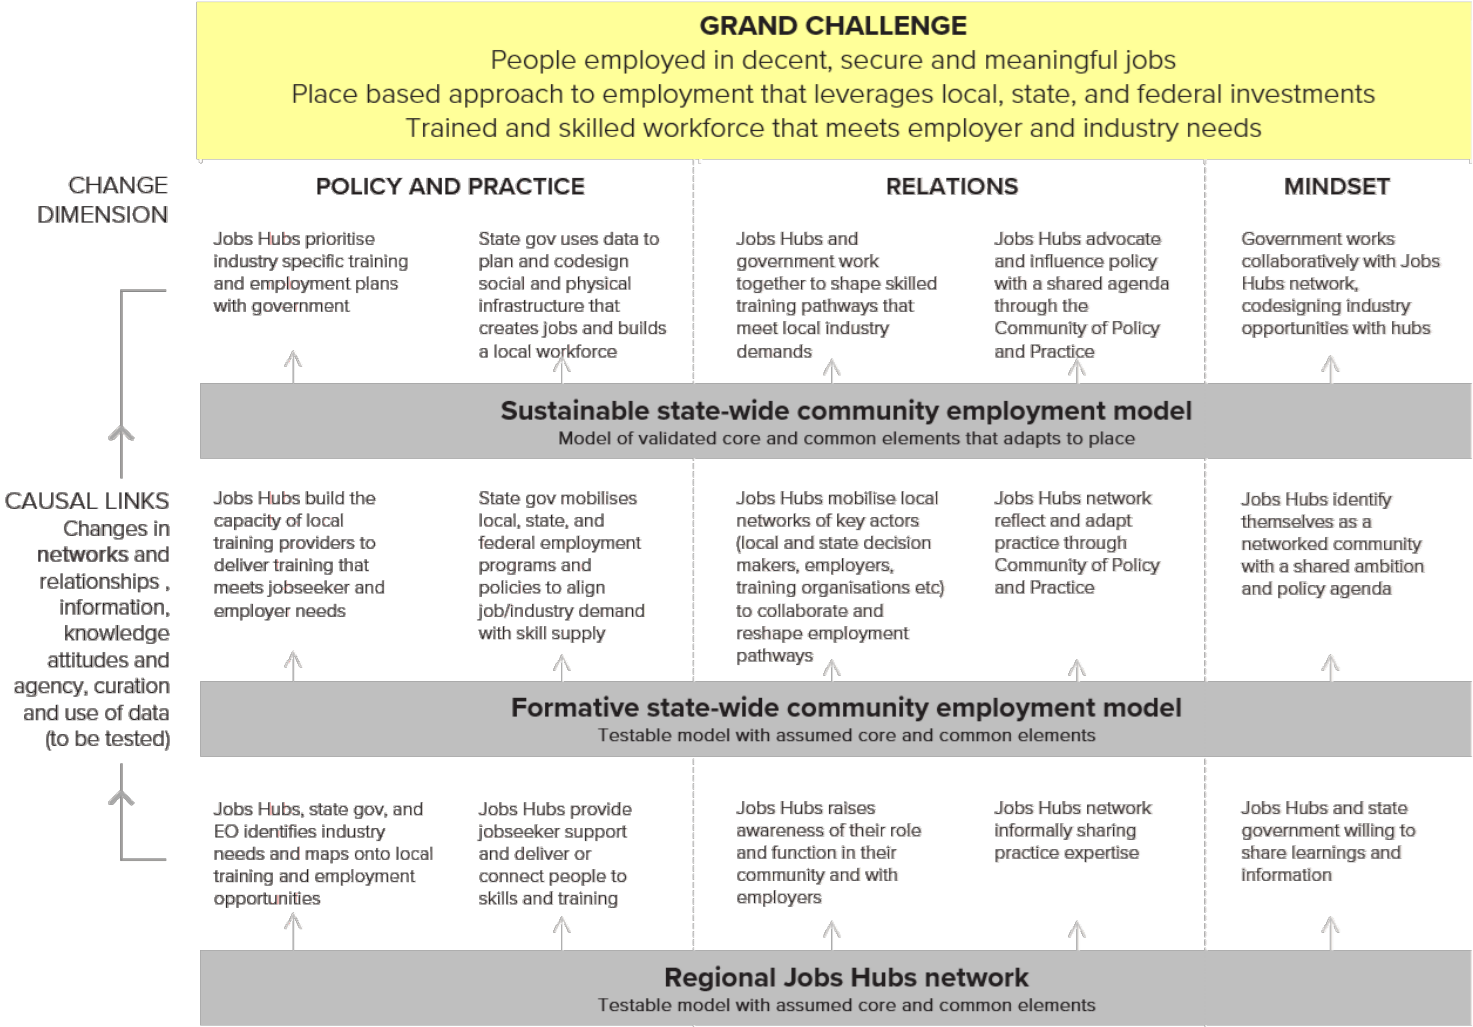 GRAND CHALLENGE
People employed in decent, secure and meaningful jobs
Place based approach to employment that leverages local, state, and federal investments
Trained and skilled workforce that meets employer and industry needs
CHANGE
DIMENSION
POLICY AND PRACTICE
RELATIONS
MINDSET
Jobs Hubs prioritise
industry specific training
and employment plans
with government
State gov uses data to
plan and codesign
social and physical
infrastructure that
creates jobs and builds
a local workforce
Jobs Hubs and
government work
together to shape skilled
training pathways that
meet local industry
demands
Jobs Hubs advocate
and influence policy
with a shared agenda
through the
Community of Policy
and Practice
Government works
collaboratively with Jobs
Hubs network,
codesigning industry
opportunities with hubs
Sustainable state-wide community employment model
Model of validated core and common elements that adapts to place
CAUSAL LINKS
Changes in
networks and
relationships ,
information,
knowledge
attitudes and
agency, curation
and use of data
(to be tested)
Jobs Hubs build the
capacity of local
training providers to
deliver training that
meets jobseeker and
employer needs
State gov mobilises
local, state, and
federal employment
programs and
policies to align
job/industry demand
with skill supply
Jobs Hubs mobilise local
networks of key actors
(local and state decision
makers, employers,
training organisations etc)
to collaborate and
reshape employment
pathways
Jobs Hubs network
reflect and adapt
practice through
Community of Policy
and Practice
Jobs Hubs identify
themselves as a
networked community
with a shared ambition
and policy agenda
Formative state-wide community employment model
Testable model with assumed core and common elements
Jobs Hubs, state gov, and
EO identifies industry
needs and maps onto local
training and employment
opportunities
Jobs Hubs provide
jobseeker support
and deliver or
connect people to
skills and training
Jobs Hubs raises
awareness of their role
and function in their
community and with
employers
Jobs Hubs network
informally sharing
practice expertise
Jobs Hubs and state
government willing to
share learnings and
information
Regional Jobs Hubs network
Testable model with assumed core and common elements